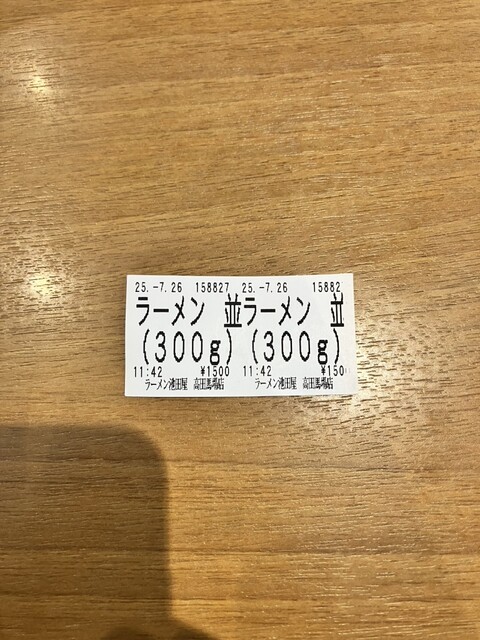 25.-7.26 158827 25.-7.26 15882
ラーメン 並ラーメン 並
(300g)(300g)
11:42 ¥1500 11:42 ¥150
ラーメン池田屋 高田馬場店 ラーメン池田屋 高田馬場店